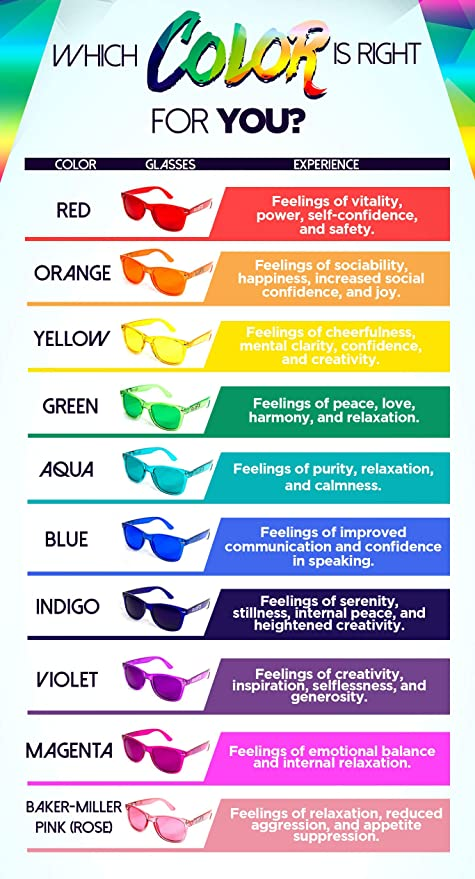 WHICH COLOR IS RIGHT
FOR YOU?
COLOR GLASSES EXPERIENCE
RED
Feelings of vitality,
power, self-confidence,
and safety.
ORANGE
Feelings of sociability,
happiness, increased social
confidence, and joy.
YELLOW
Feelings of cheerfulness,
mental clarity, confidence,
and creativity.
GREEN
Feelings of peace, love,
harmony, and relaxation.
AQUA
Feelings of purity, relaxation,
and calmness.
BLUE
Feelings of improved
communication and confidence
in speaking.
INDIGO
Feelings of serenity,
stillness, internal peace, and
heightened creativity.
VIOLET
Feelings of creativity,
inspiration, selflessness, and
generosity.
MAGENTA
Feelings of emotional balance
and internal relaxation.
BAKER-MILLER
PINK (ROSE)
Feelings of relaxation, reduced
aggression, and appetite
suppression.